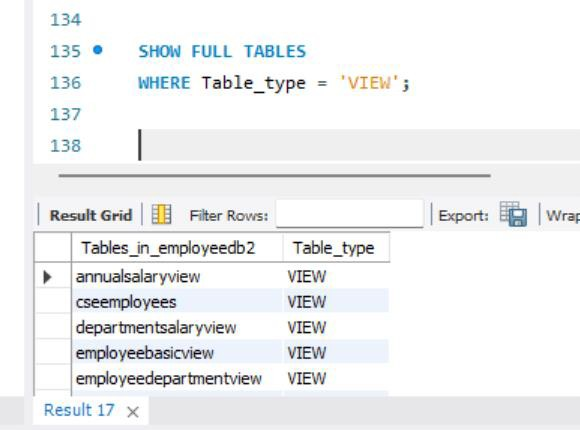 134
135 SHOW FULL TABLES
136 WHERE Table_type = 'VIEW';
137
138
Result Grid Filter Rows: Export: Wrap
Tables_in_employeedb2 Table_type
annualsalaryview VIEW
cseemployees VIEW
departmentsalaryview VIEW
employeebasicview VIEW
employeedepartmentview VIEW
Result 17 ×